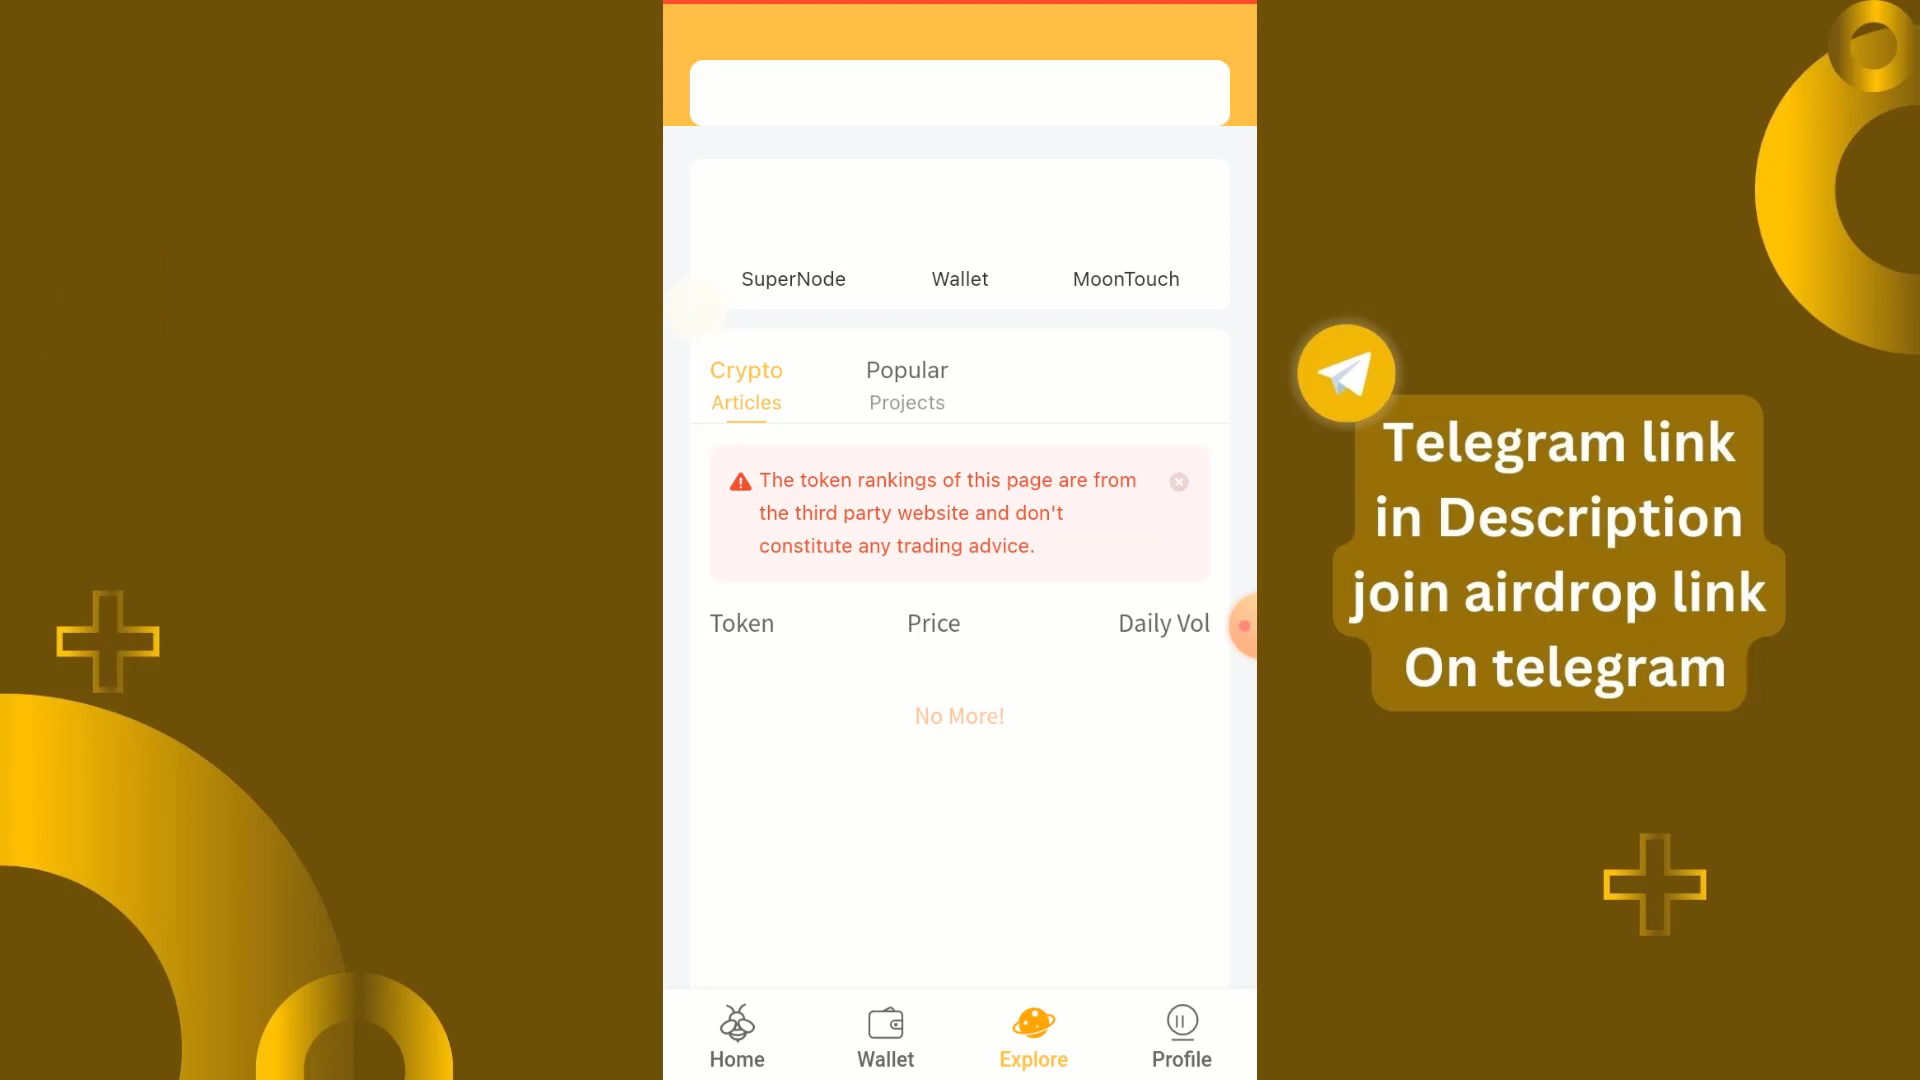 SuperNode Wallet MoonTouch
Crypto Popular
Articles Projects
The token rankings of this page are from
the third party website and don't
constitute any trading advice.
Token Price Daily Vol
No More!
Home Wallet Explore Profile
Telegram link
in Description
join airdrop link
On telegram